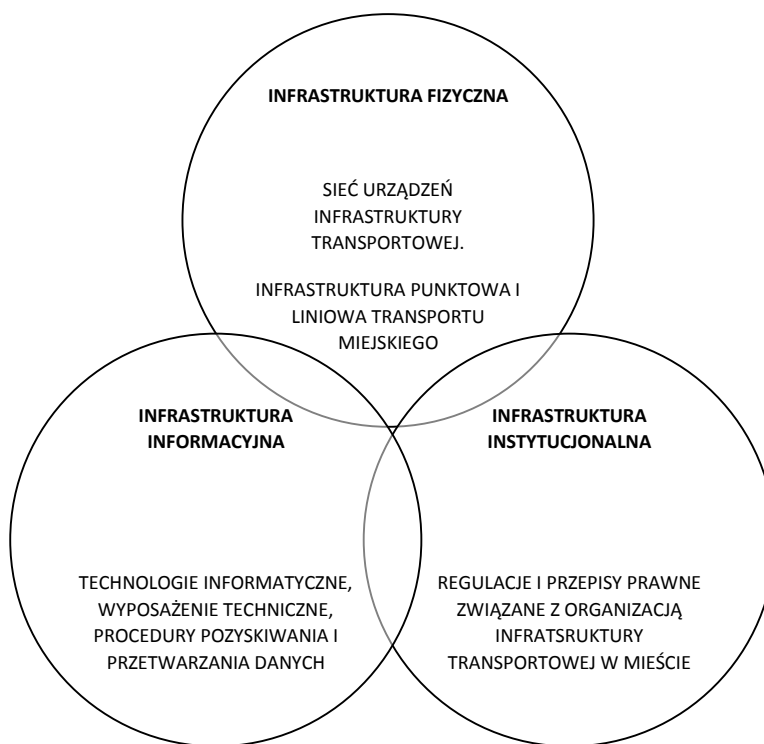 INFRASTRUKTURA FIZYCZNA
SIEĆ URZĄDZEŃ
INFRASTRUKTURY
TRANSPORTOWEJ.
INFRASTRUKTURA PUNKTOWA I
LINIOWA TRANSPORTU
MIEJSKIEGO
INFRASTRUKTURA
INFORMACYJNA
TECHNOLOGIE INFORMATYCZNE,
WYPOSAŻENIE TECHNICZNE,
PROCEDURY POZYSKIWANIA I
PRZETWARZANIA DANYCH
INFRASTRUKTURA
INSTYTUCJONALNA
REGULACJE I PRZEPISY PRAWNE
ZWIĄZANE Z ORGANIZACJĄ
INFRATSRUKTURY
TRANSPORTOWEJ W MIEŚCIE